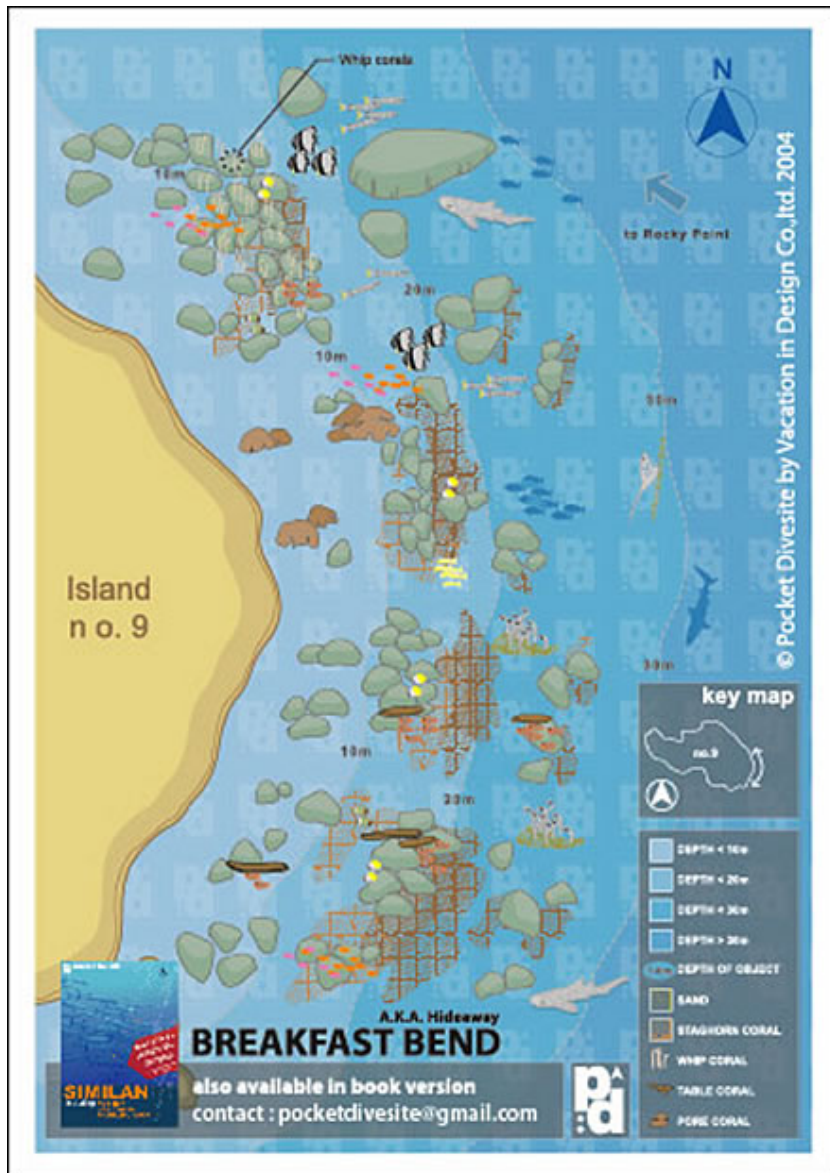 Whip corals
N
10m
to Rocky Point
20m
10m
30m
Island
no. 9
30m
10m
20m
key map
no.9
DEPTH < 10m
DEPTH < 20m
DEPTH < 30m
DEPTH > 30m
DEPTH OF OBJECT
SAND
STAGHORN CORAL
WHIP CORAL
TABLE CORAL
PORE CORAL
A.K.A. Hideaway
BREAKFAST BEND
SIMILAN
also available in book version
contact : pocketdivesite@gmail.com
p^
:d
© Pocket Divesite by Vacation in Design Co.,ltd. 2004